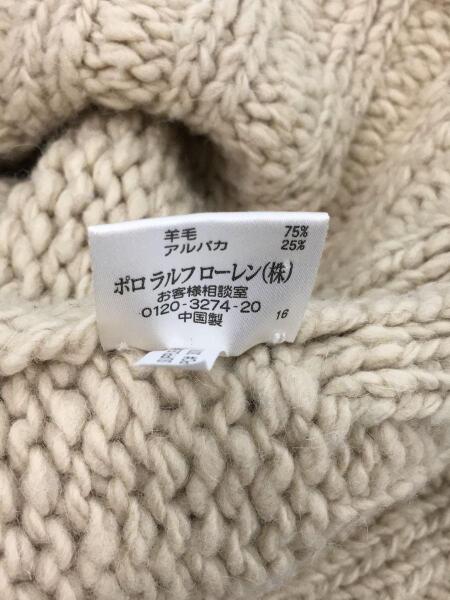 羊毛 75%
アルパカ 25%
ポロ ラルフ ローレン(株)
お客様相談室
0120-3274-20
中国製 16